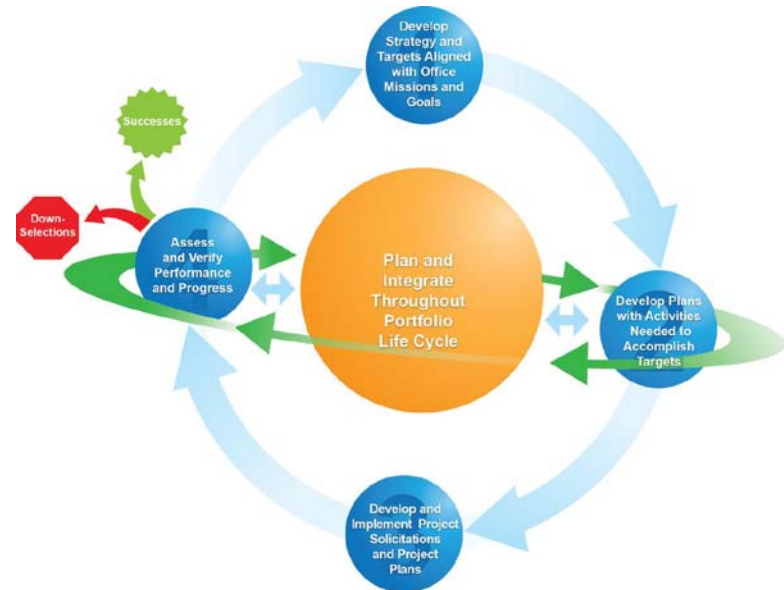 Develop
Strategy and
Targets Aligned
with Office
Missions and
Goals
Successes
Down-
Selections
Assess
and Verify
Performance
and Progress
Plan and
Integrate
Throughout
Portfolio
Life Cycle
Develop Plans
with Activities
Needed to
Accomplish
Targets
Develop and
Implement Project
Solicitations
and Project
Plans